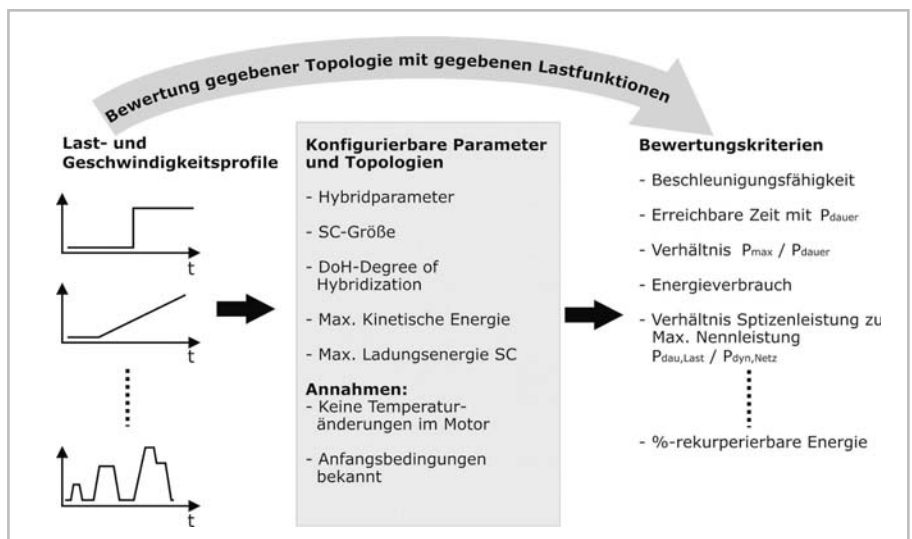 Bewertung gegebener Topologie mit gegebenen Lastfunktionen
Last- und
Geschwindigkeitsprofile
t
t
t
Konfigurierbare Parameter
und Topologien
- Hybridparameter
- SC-Größe
- DoH-Degree of
Hybridization
- Max. Kinetische Energie
- Max. Ladungsenergie SC
Annahmen:
- Keine Temperatur-
änderungen im Motor
- Anfangsbedingungen
bekannt
Bewertungskriterien
- Beschleunigungsfähigkeit
- Erreichbare Zeit mit Pdauer
- Verhältnis Pmax / Pdauer
- Energieverbrauch
- Verhältnis Sptizenleistung zu
Max. Nennleistung
Pdau,Last / Pdyn,Netz
- %-rekurperierbare Energie